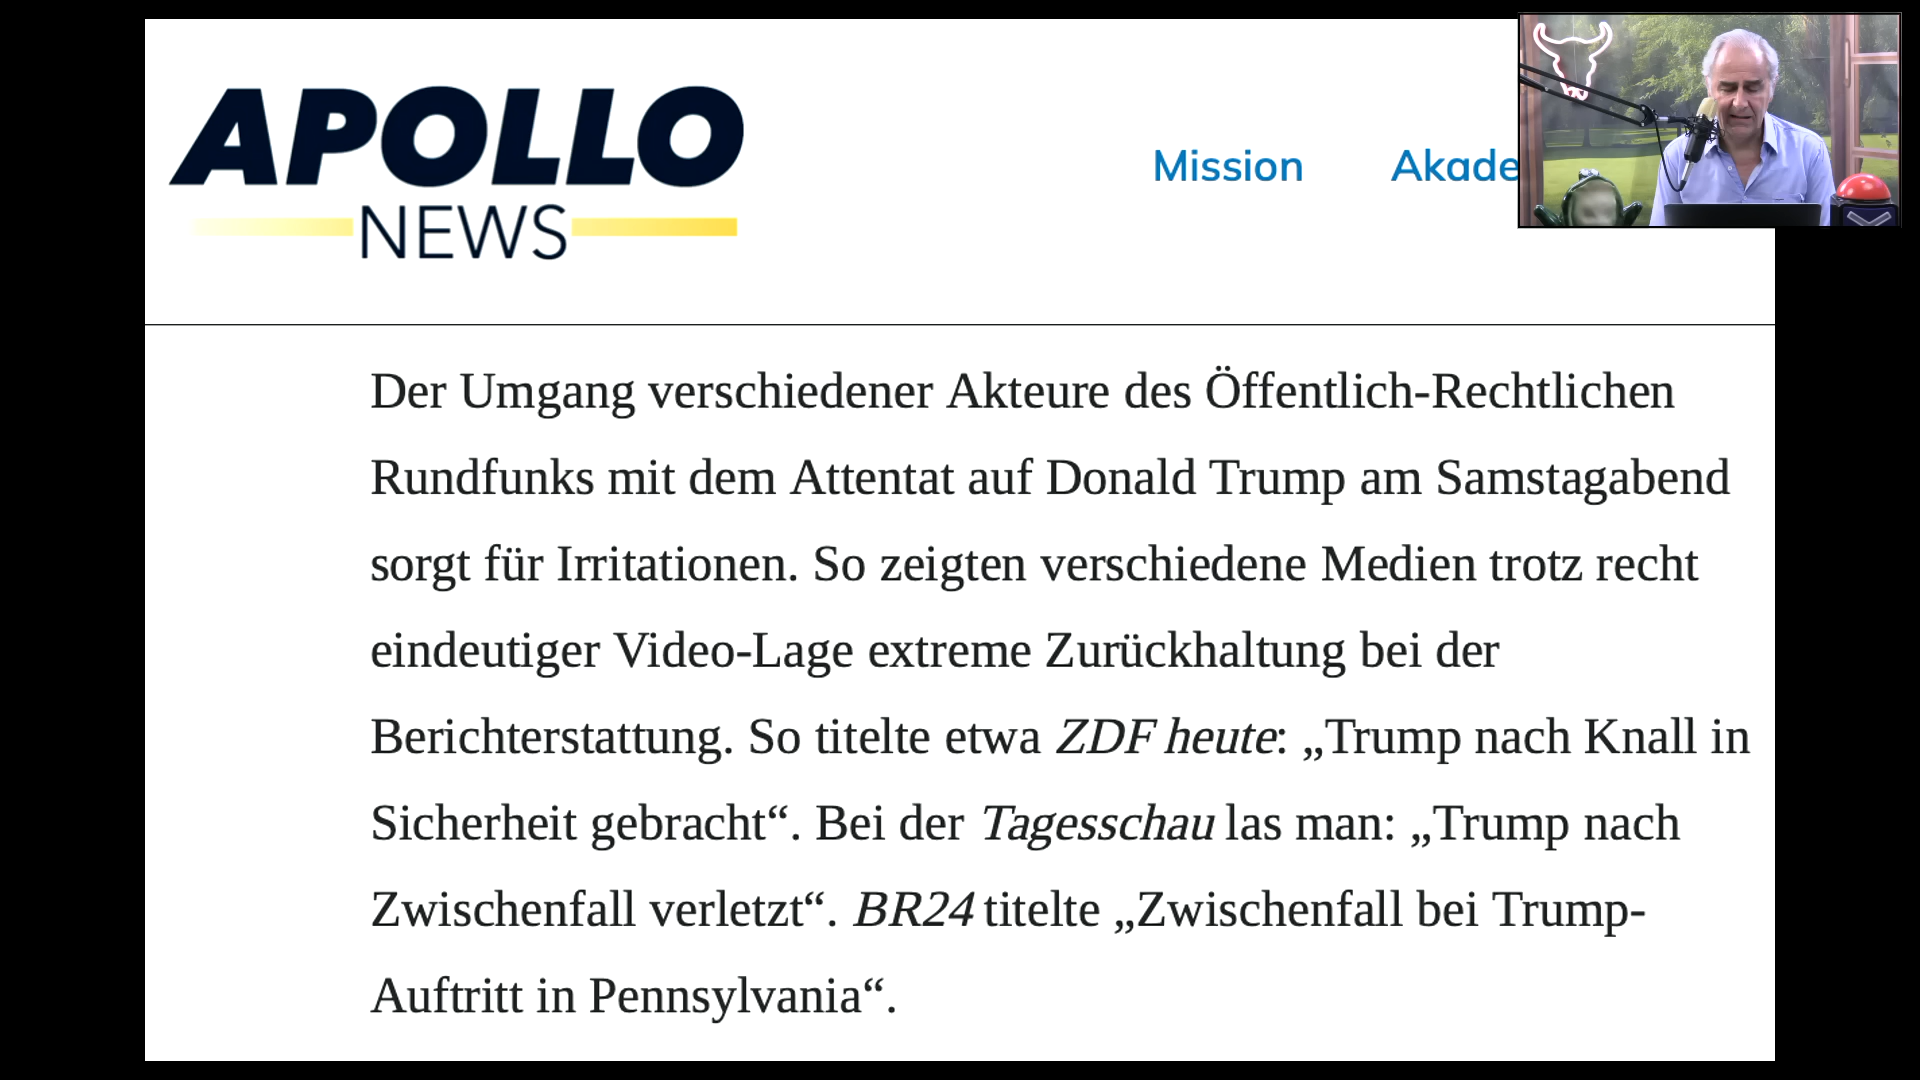 APOLLO
NEWS
Mission
Akade
Der Umgang verschiedener Akteure des Öffentlich-Rechtlichen
Rundfunks mit dem Attentat auf Donald Trump am Samstagabend
sorgt für Irritationen. So zeigten verschiedene Medien trotz recht
eindeutiger Video-Lage extreme Zurückhaltung bei der
Berichterstattung. So titelte etwa ZDF heute: „Trump nach Knall in
Sicherheit gebracht“. Bei der Tagesschau las man: „Trump nach
Zwischenfall verletzt“. BR24 titelte „Zwischenfall bei Trump-
Auftritt in Pennsylvania“.